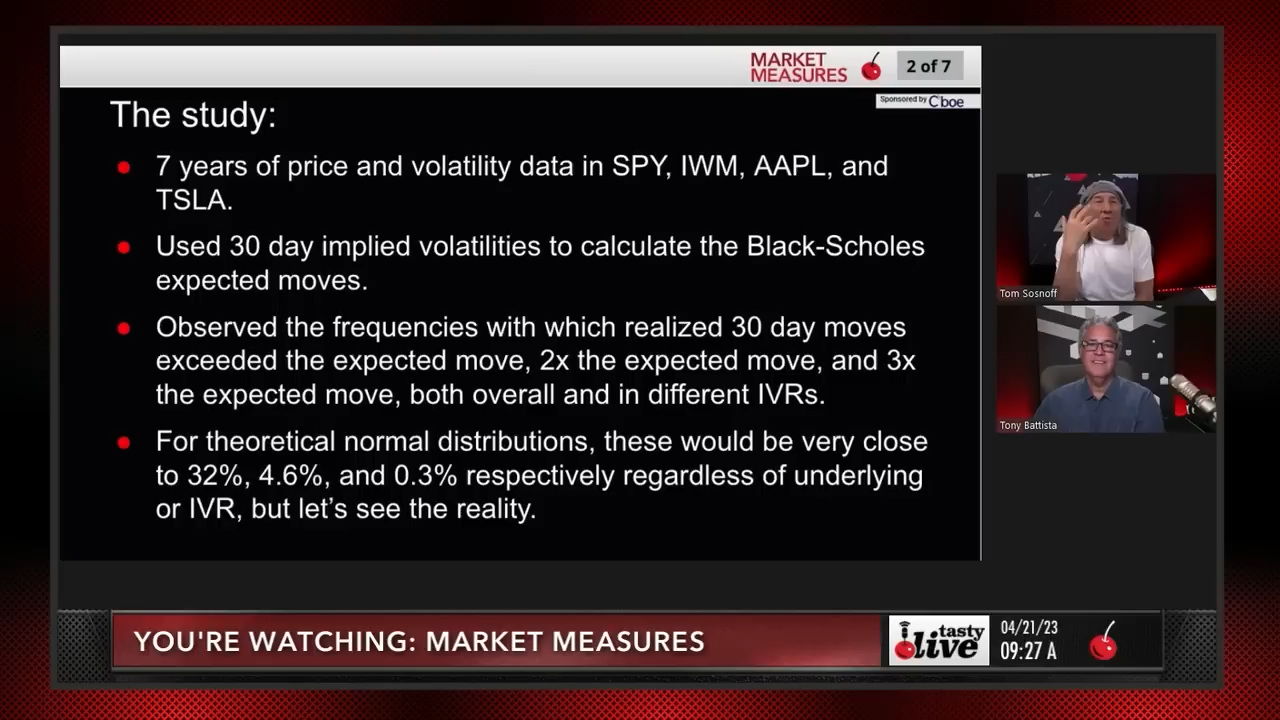 MARKET
MEASURES
2 of 7
Sponsored by Cboe
The study:
7 years of price and volatility data in SPY, IWM, AAPL, and
TSLA.
Used 30 day implied volatilities to calculate the Black-Scholes
expected moves.
Observed the frequencies with which realized 30 day moves
exceeded the expected move, 2x the expected move, and 3x
the expected move, both overall and in different IVRs.
For theoretical normal distributions, these would be very close
to 32%, 4.6%, and 0.3% respectively regardless of underlying
or IVR, but let's see the reality.
Tom Sosnoff
Tony Battista
YOU'RE WATCHING: MARKET MEASURES
tasty
live
04/21/23
09:27 A